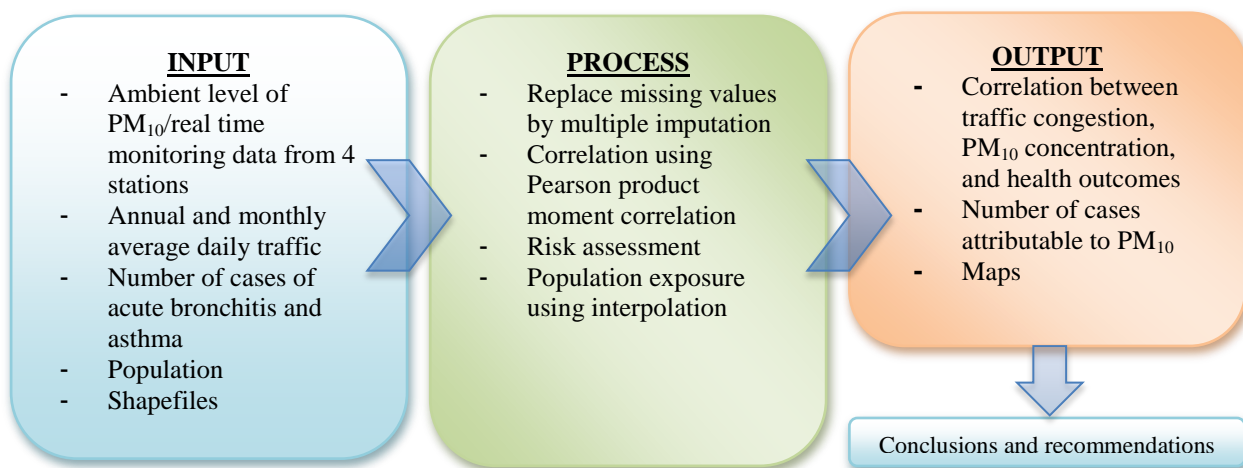 INPUT
- Ambient level of
PM₁₀/real time
monitoring data from 4
stations
- Annual and monthly
average daily traffic
- Number of cases of
acute bronchitis and
asthma
- Population
- Shapefiles
PROCESS
- Replace missing values
by multiple imputation
- Correlation using
Pearson product
moment correlation
- Risk assessment
- Population exposure
using interpolation
OUTPUT
- Correlation between
traffic congestion,
PM₁₀ concentration,
and health outcomes
- Number of cases
attributable to PM₁₀
- Maps
Conclusions and recommendations